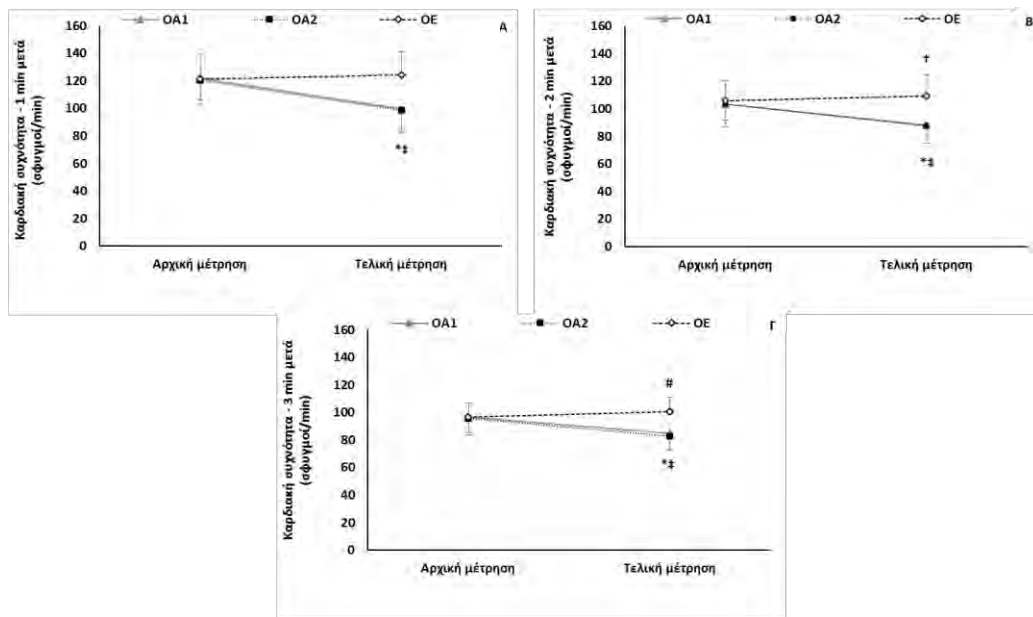 OA1 OA2 OE
A
Καρδιακή συχνότητα - 1 min μετά
(σφυγμοί/min)
160
140
120
100
80
60
40
20
0
*‡
Αρχική μέτρηση Τελική μέτρηση
OA1 OA2 OE
B
Καρδιακή συχνότητα - 2 min μετά
(σφυγμοί/min)
160
140
120
100
80
60
40
20
0
†
*‡
Αρχική μέτρηση Τελική μέτρηση
OA1 OA2 OE
Γ
Καρδιακή συχνότητα - 3 min μετά
(σφυγμοί/min)
160
140
120
100
80
60
40
20
0
#
*‡
Αρχική μέτρηση Τελική μέτρηση